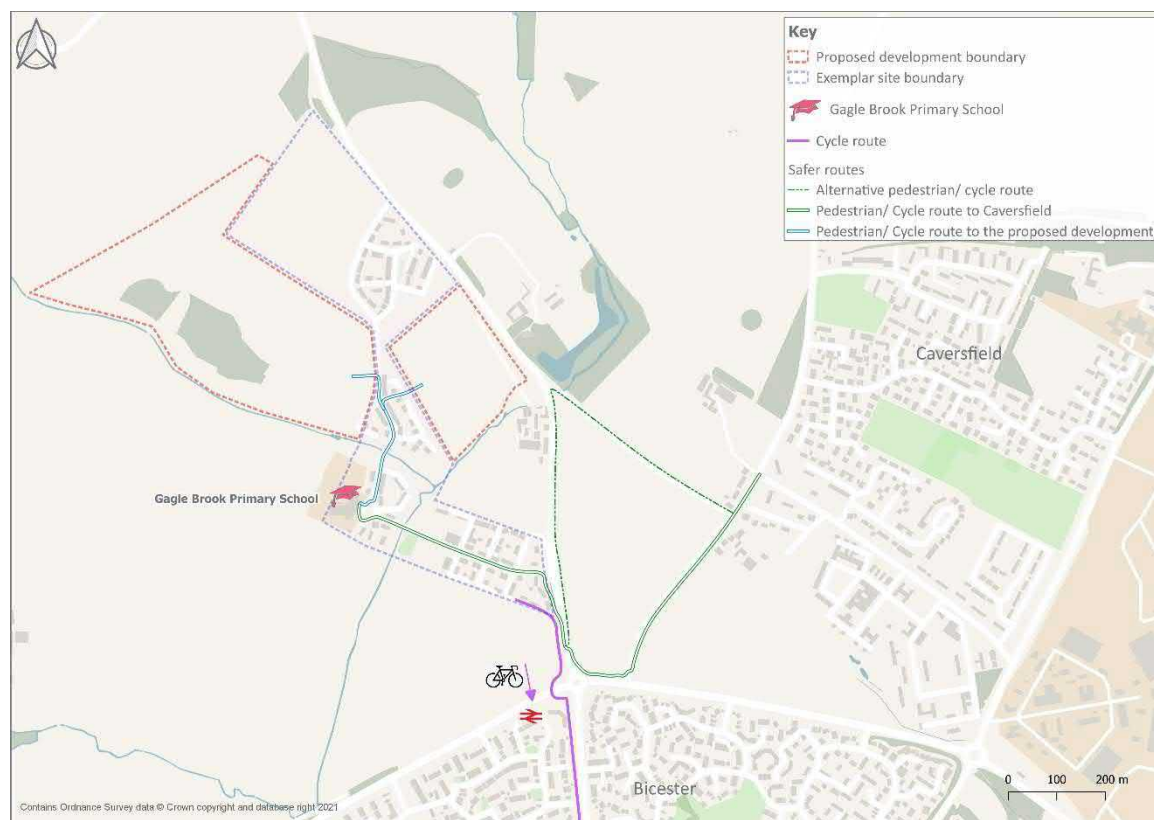 Key
Proposed development boundary
Exemplar site boundary
Gagle Brook Primary School
Cycle route
Safer routes
Alternative pedestrian/ cycle route
Pedestrian/ Cycle route to Caversfield
Pedestrian/ Cycle route to the proposed development
Caversfield
Gagle Brook Primary School
Bicester
0 100 200 m
Contains Ordnance Survey data © Crown copyright and database right 2021